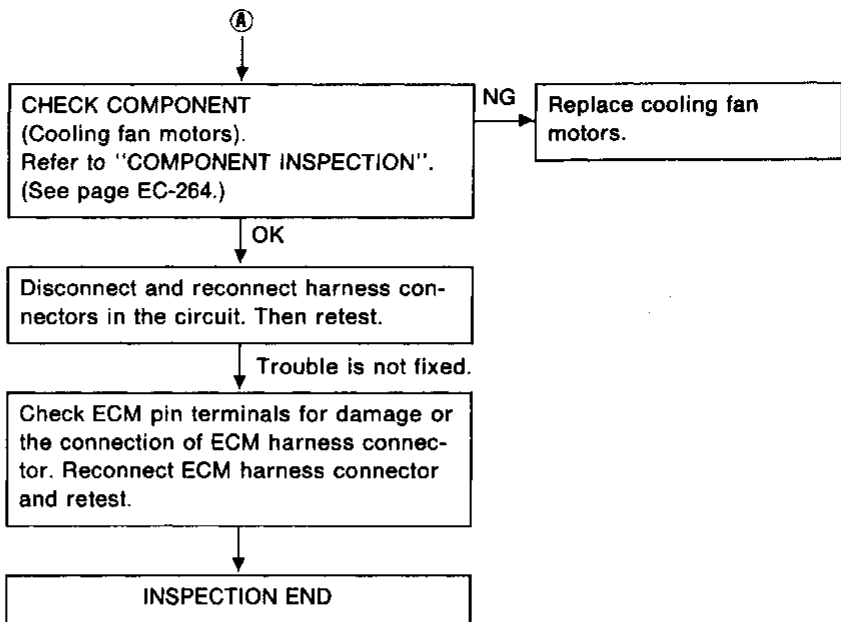 A
CHECK COMPONENT
(Cooling fan motors).
Refer to "COMPONENT INSPECTION".
(See page EC-264.)
NG
Replace cooling fan
motors.
OK
Disconnect and reconnect harness con-
nectors in the circuit. Then retest.
Trouble is not fixed.
Check ECM pin terminals for damage or
the connection of ECM harness connec-
tor. Reconnect ECM harness connector
and retest.
INSPECTION END